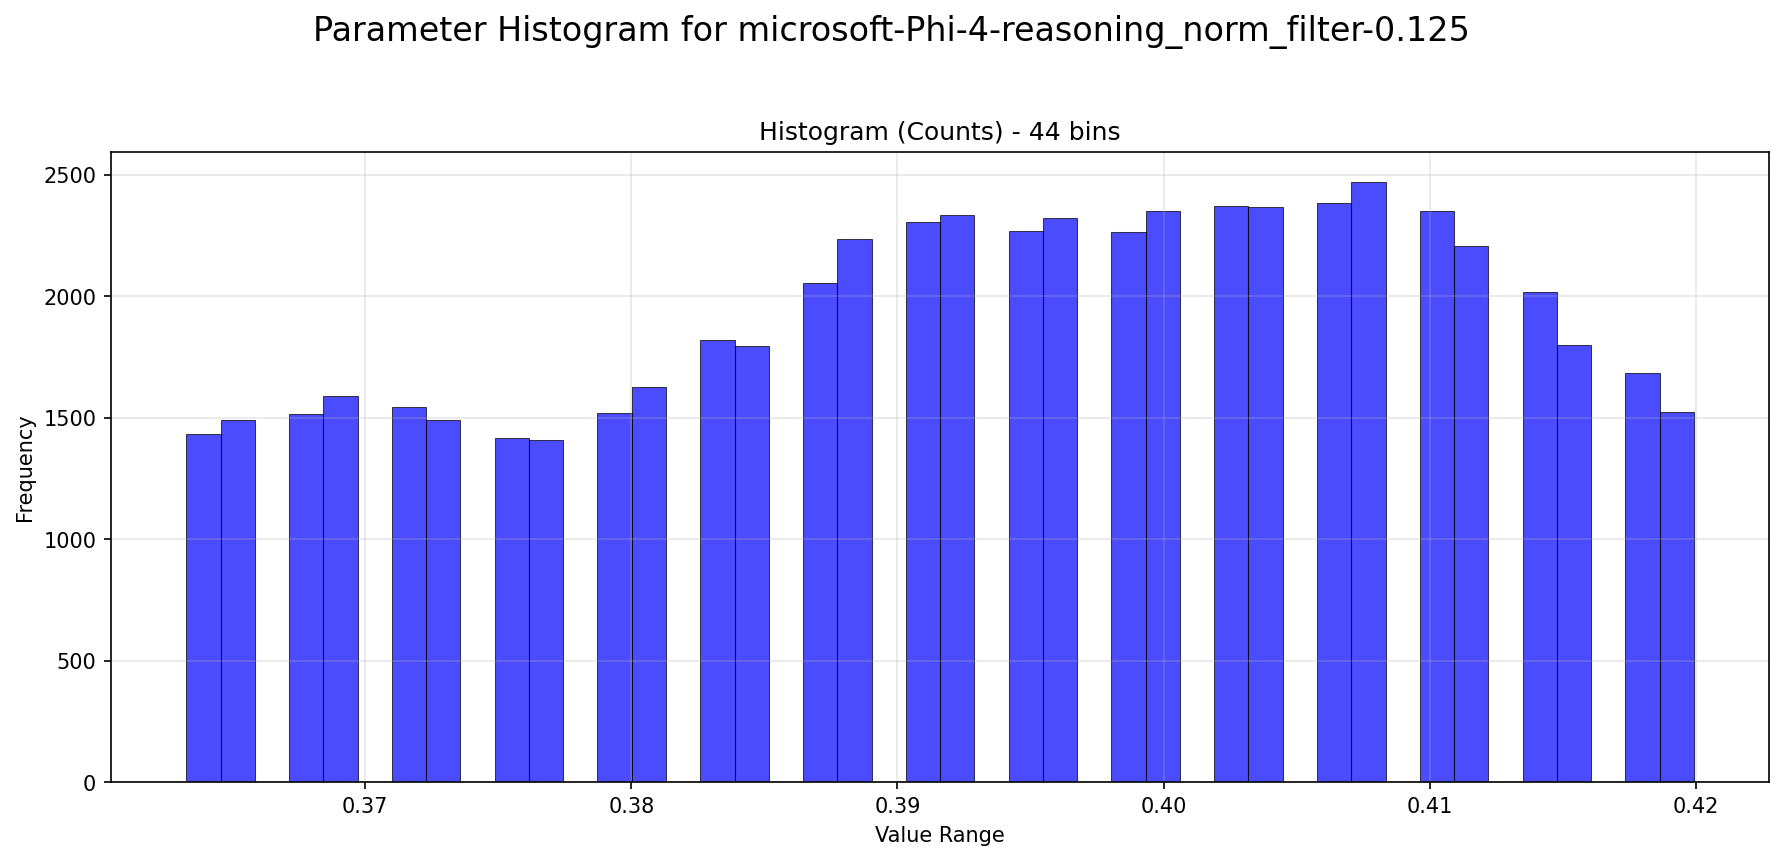 Parameter Histogram for microsoft-Phi-4-reasoning_norm_filter-0.125
Histogram (Counts) - 44 bins
2500
2000
1500
1000
500
0
Frequency
0.37 0.38 0.39 0.40 0.41 0.42
Value Range